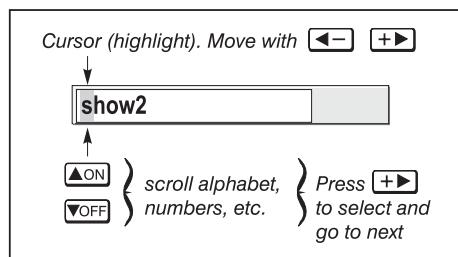 Cursor (highlight). Move with ◄− +►
show2
▲ON
▼OFF
scroll alphabet,
numbers, etc.
Press +►
to select and
go to next